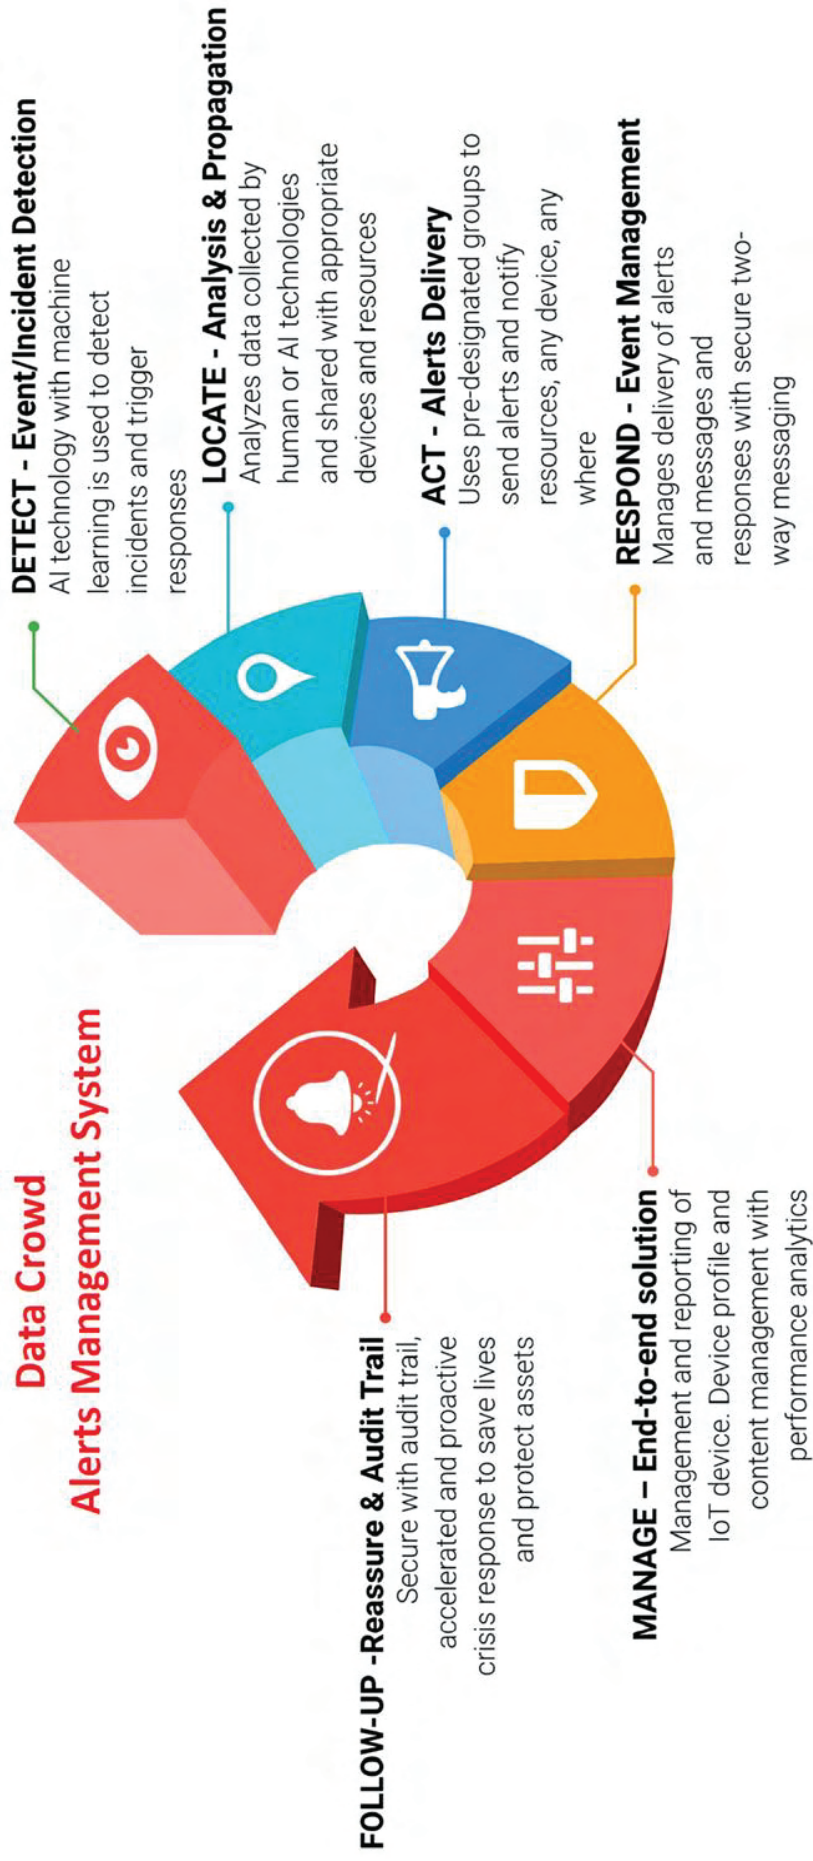 Data Crowd
Alerts Management System
DETECT - Event/Incident Detection
AI technology with machine
learning is used to detect
incidents and trigger
responses
LOCATE - Analysis & Propagation
Analyzes data collected by
human or AI technologies
and shared with appropriate
devices and resources
ACT - Alerts Delivery
Uses pre-designated groups to
send alerts and notify
resources, any device, any
where
RESPOND - Event Management
Manages delivery of alerts
and messages and
responses with secure two-
way messaging
MANAGE – End-to-end solution
Management and reporting of
IoT device. Device profile and
content management with
performance analytics
FOLLOW-UP -Reassure & Audit Trail
Secure with audit trail,
accelerated and proactive
crisis response to save lives
and protect assets